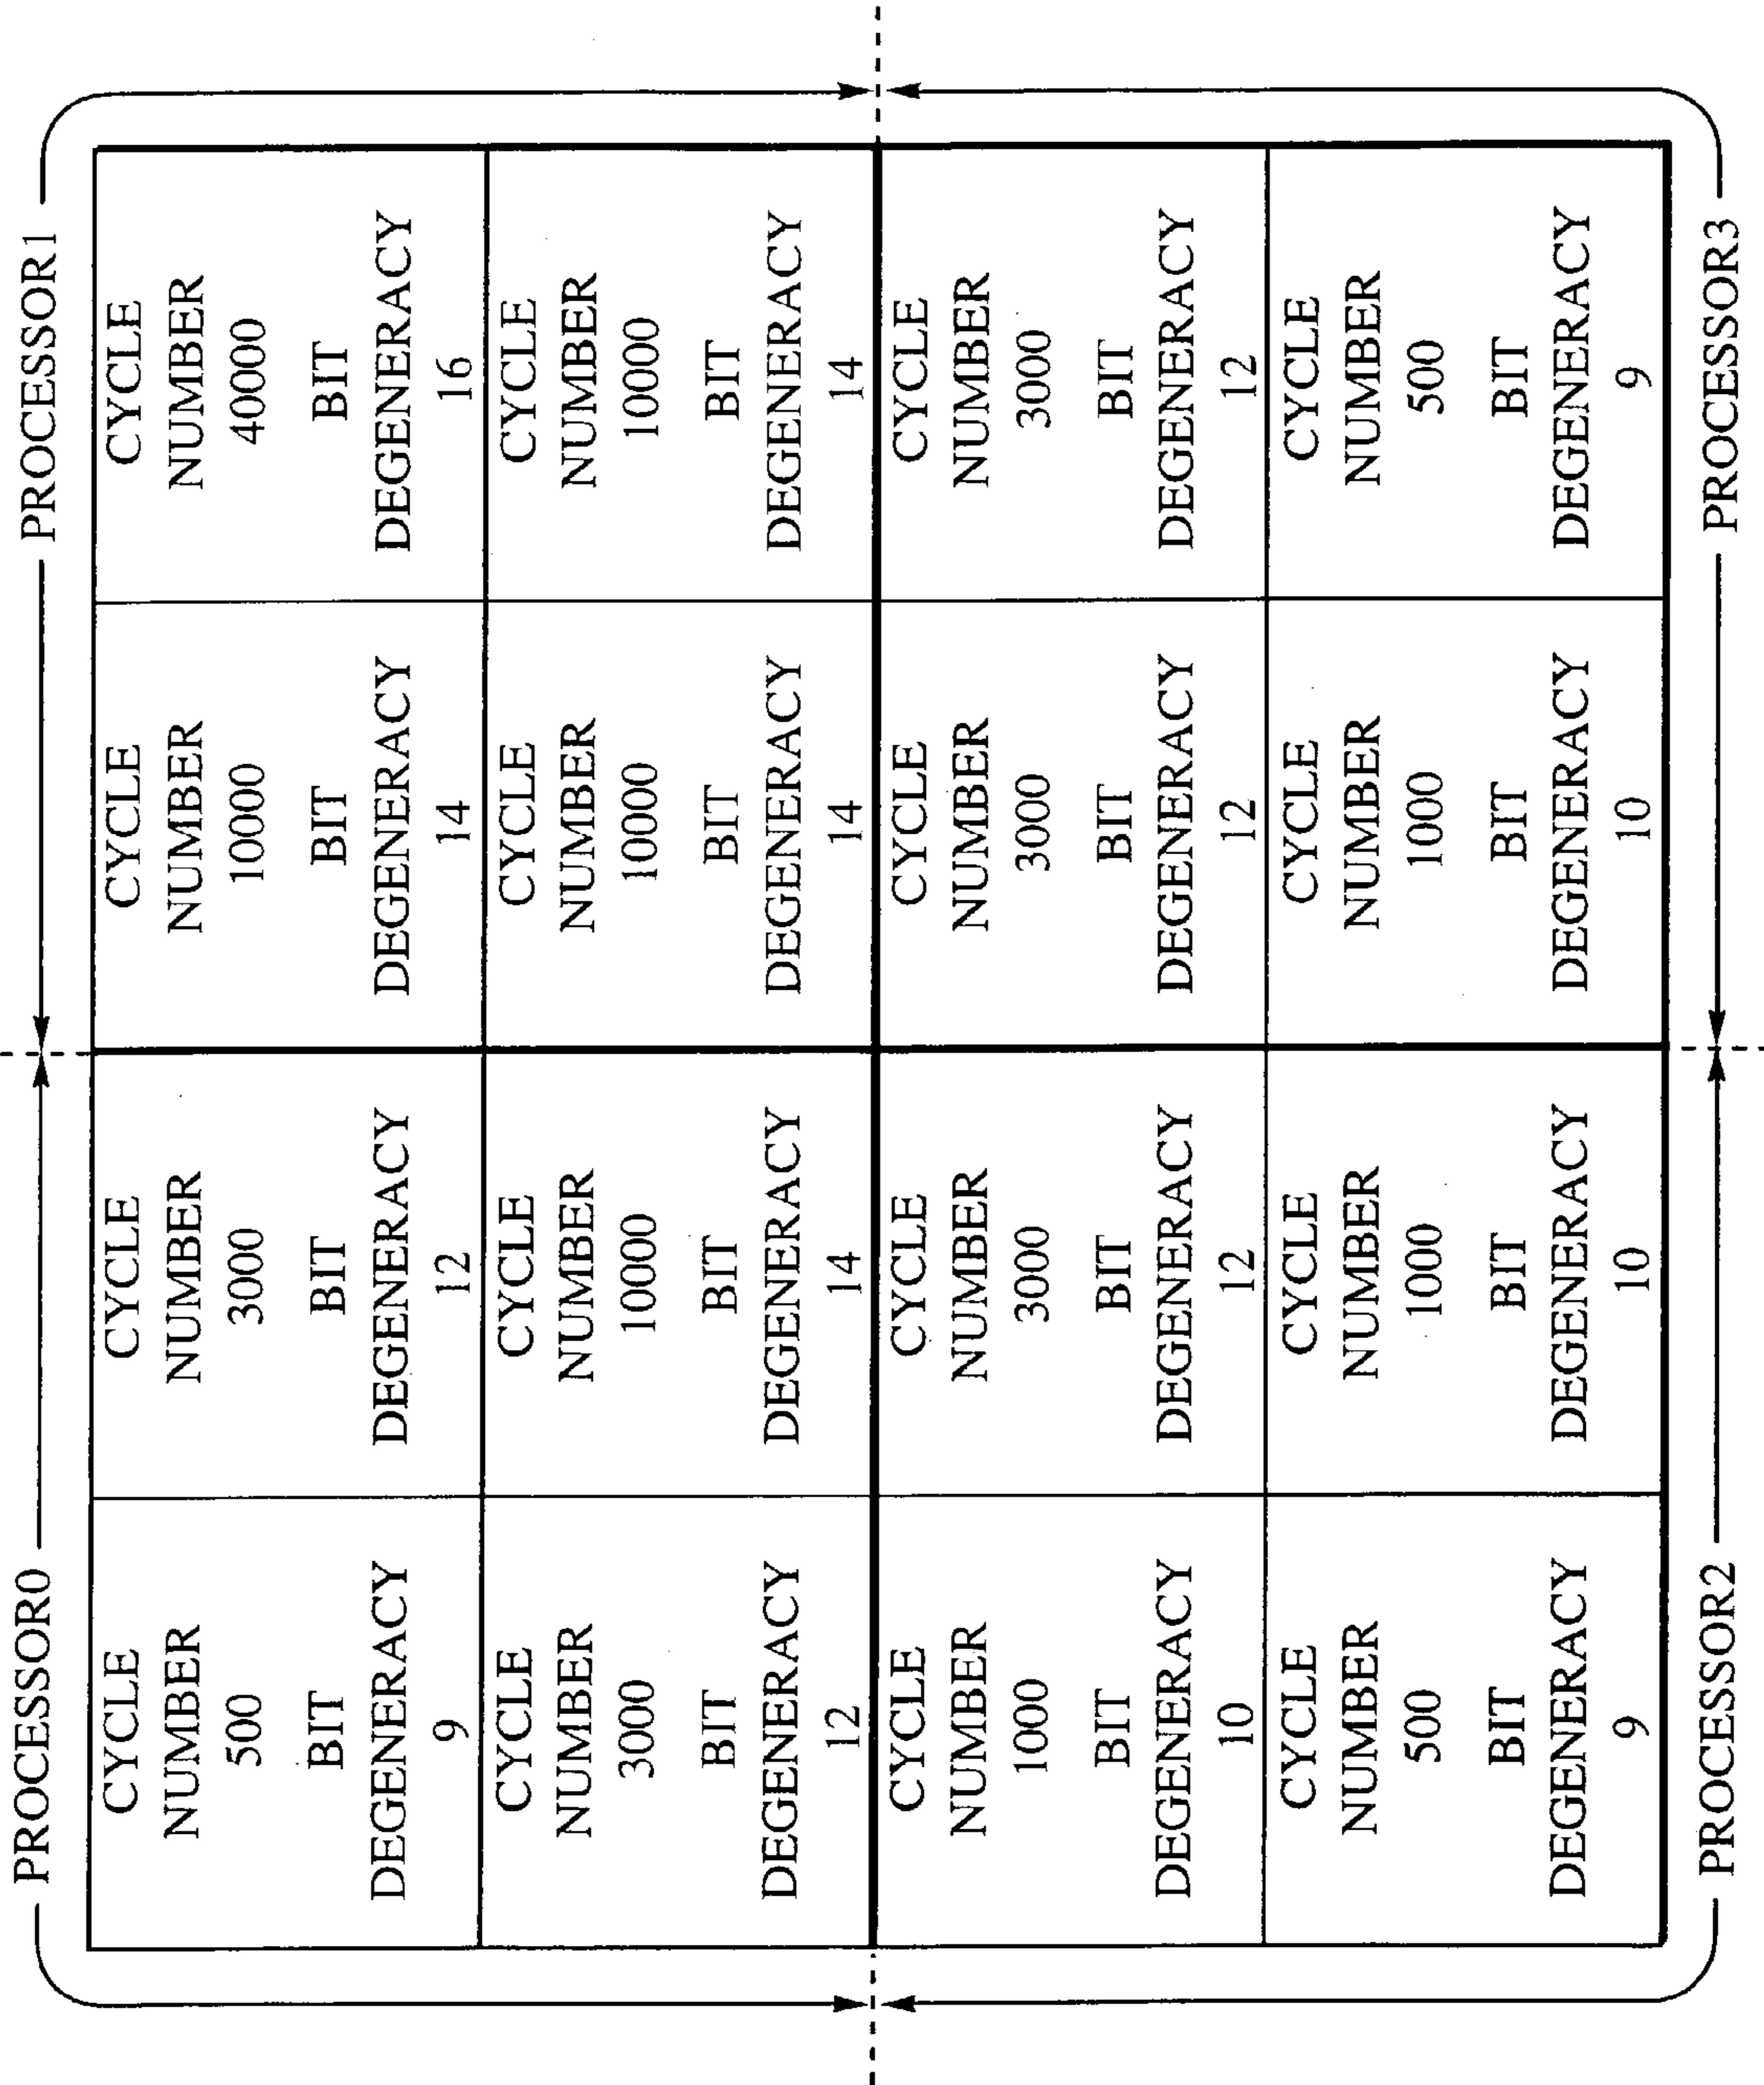 PROCESSOR0
PROCESSOR1
CYCLE
NUMBER
500
BIT
DEGENERACY
9
CYCLE
NUMBER
3000
BIT
DEGENERACY
12
CYCLE
NUMBER
10000
BIT
DEGENERACY
14
CYCLE
NUMBER
40000
BIT
DEGENERACY
16
CYCLE
NUMBER
3000
BIT
DEGENERACY
12
CYCLE
NUMBER
10000
BIT
DEGENERACY
14
CYCLE
NUMBER
10000
BIT
DEGENERACY
14
CYCLE
NUMBER
10000
BIT
DEGENERACY
14
CYCLE
NUMBER
1000
BIT
DEGENERACY
10
CYCLE
NUMBER
3000
BIT
DEGENERACY
12
CYCLE
NUMBER
3000
BIT
DEGENERACY
12
CYCLE
NUMBER
3000
BIT
DEGENERACY
12
CYCLE
NUMBER
500
BIT
DEGENERACY
9
CYCLE
NUMBER
1000
BIT
DEGENERACY
10
CYCLE
NUMBER
1000
BIT
DEGENERACY
10
CYCLE
NUMBER
500
BIT
DEGENERACY
9
PROCESSOR2
PROCESSOR3